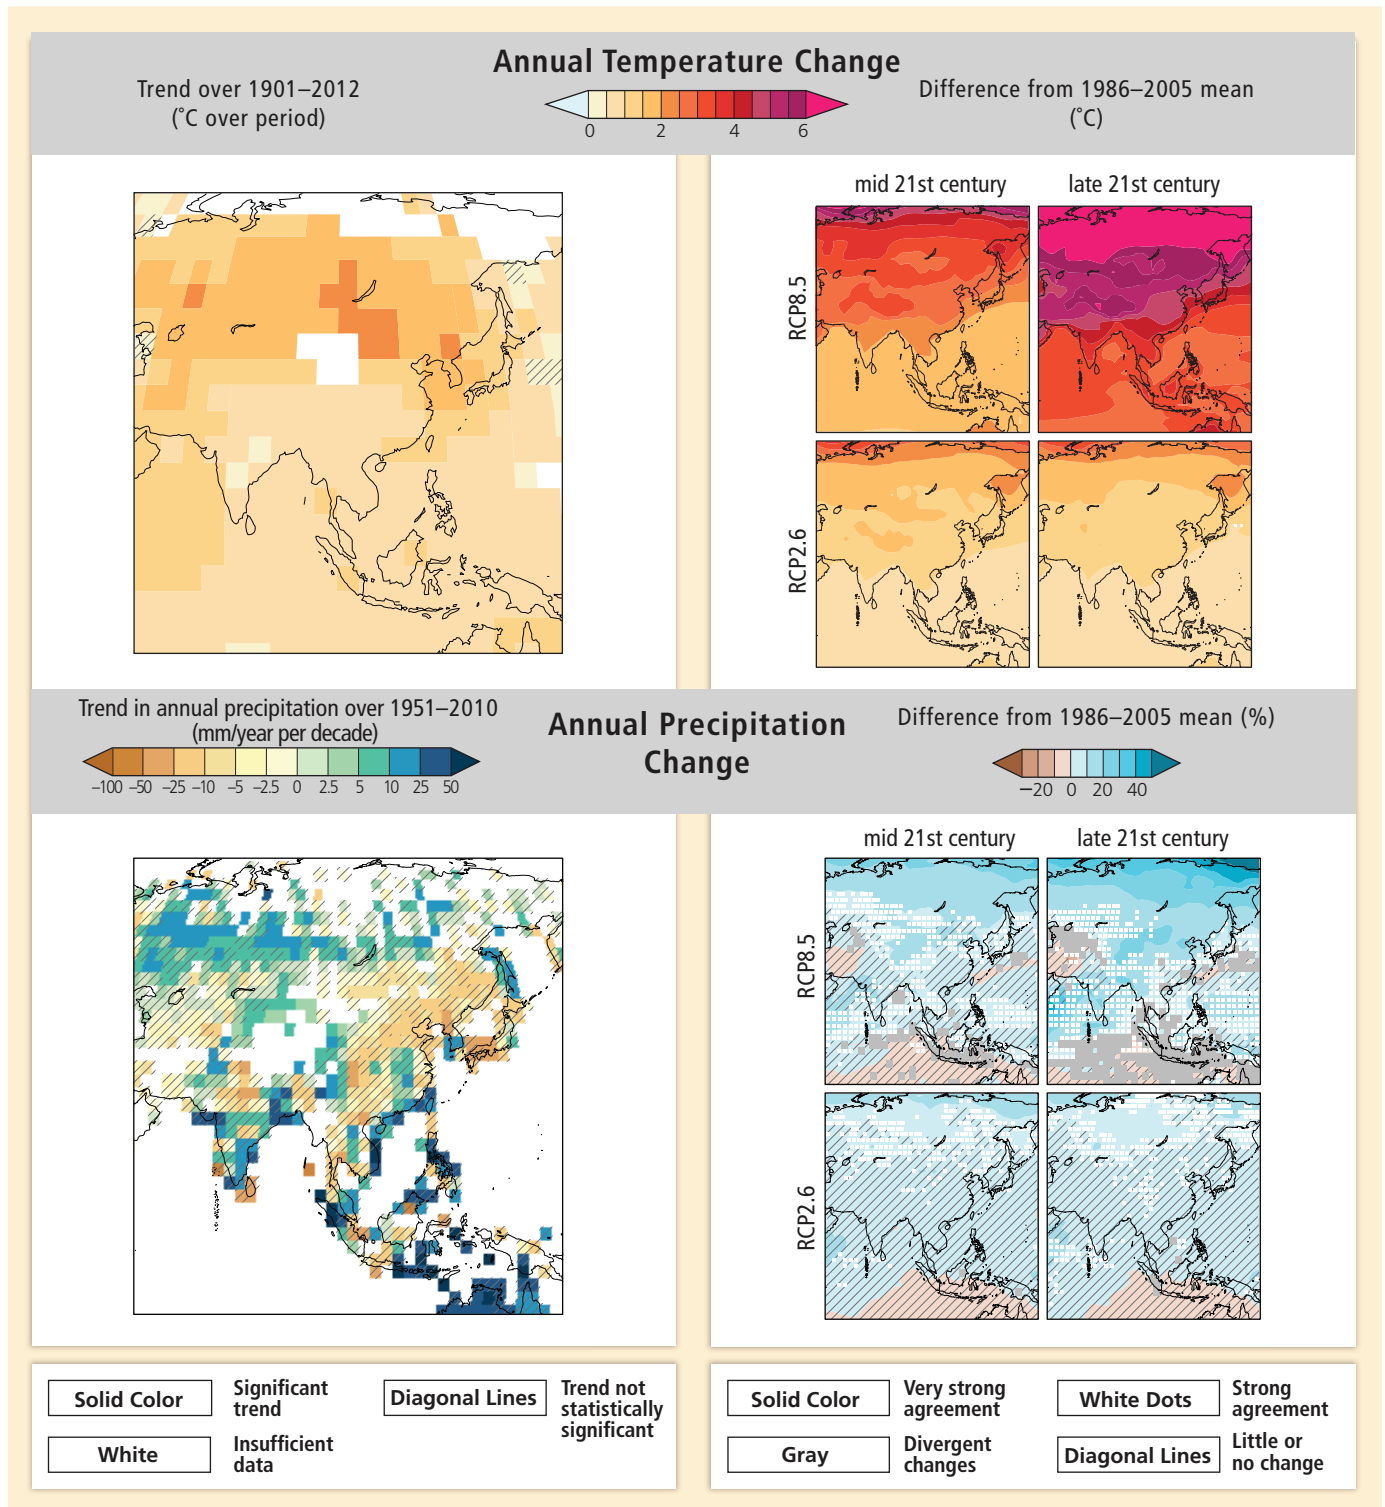 Annual Temperature Change
Trend over 1901–2012
(˚C over period)
0 2 4 6
Difference from 1986–2005 mean
(˚C)
mid 21st century
late 21st century
RCP8.5
RCP2.6
Trend in annual precipitation over 1951–2010
(mm/year per decade)
–100 –50 –25 –10 –5 –2.5 0 2.5 5 10 25 50
Annual Precipitation
Change
Difference from 1986–2005 mean (%)
–20 0 20 40
mid 21st century
late 21st century
RCP8.5
RCP2.6
Solid Color
Significant
trend
Diagonal Lines
Trend not
statistically
significant
White
Insufficient
data
Solid Color
Very strong
agreement
White Dots
Strong
agreement
Gray
Divergent
changes
Diagonal Lines
Little or
no change